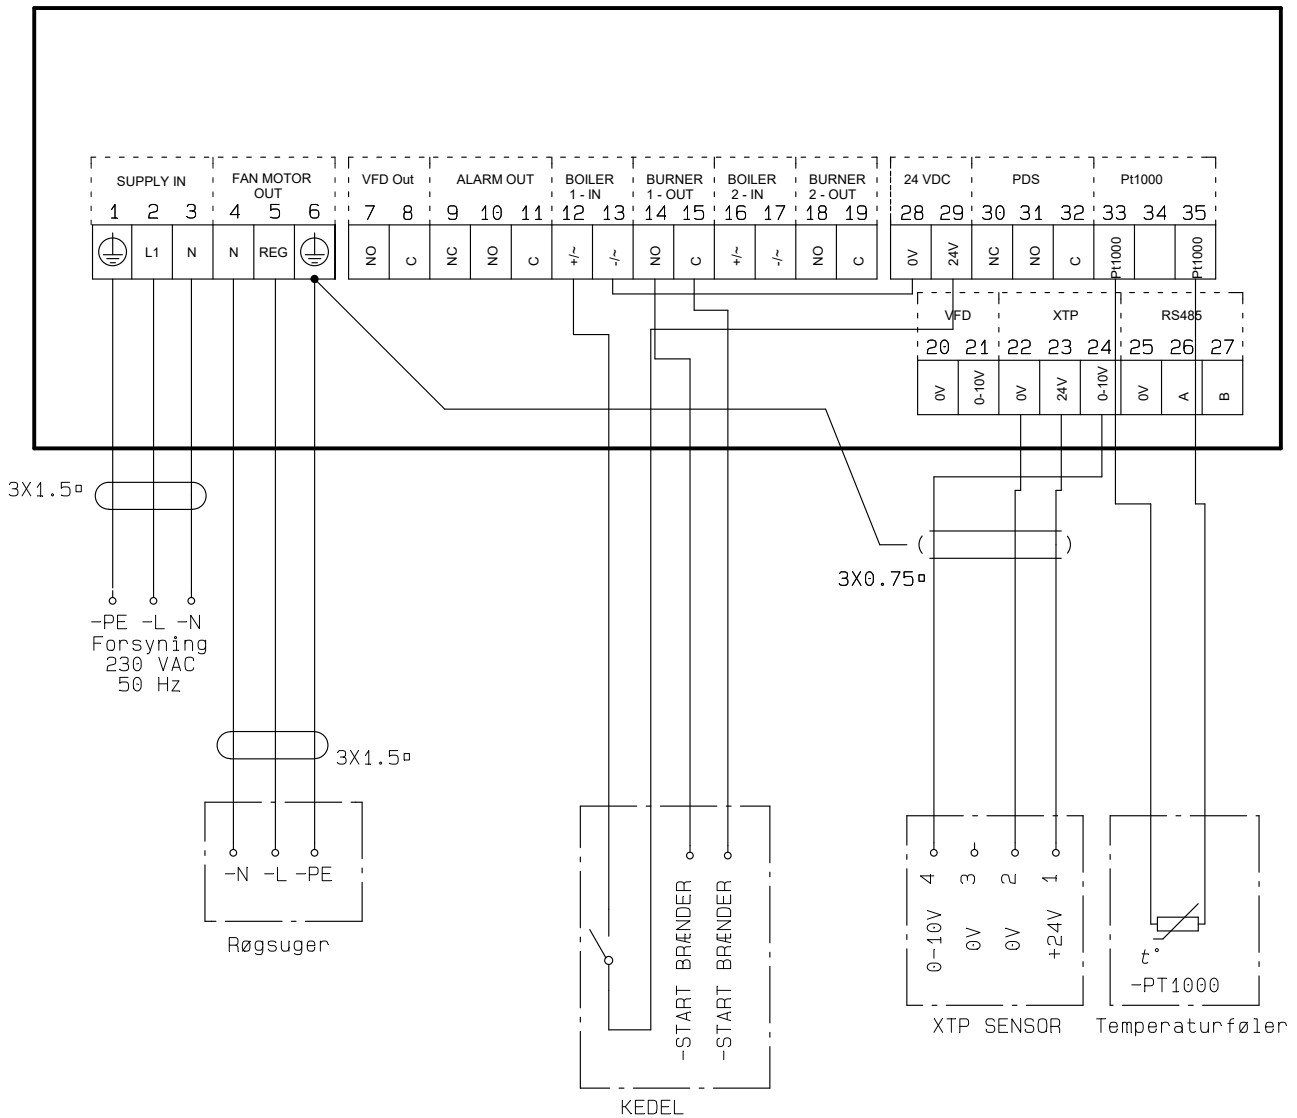 SUPPLY IN FAN MOTOR VFD Out ALARM OUT BOILER BURNER BOILER BURNER 24 VDC PDS Pt1000
OUT 1 - IN 1 - OUT 2 - IN 2 - OUT
1 2 3 4 5 6 7 8 9 10 11 12 13 14 15 16 17 18 19 28 29 30 31 32 33 34 35
L1 N N REG NO C NC NO C +/~ -/~ NO C +/~ -/~ NO C 0V 24V NC NO C Pt1000 Pt1000
VFD XTP RS485
20 21 22 23 24 25 26 27
0V 0-10V 0V 24V 0-10V 0V A B
3X1.5▫
3X0.75▫
-PE -L -N
Forsyning
230 VAC
50 Hz
3X1.5▫
-N -L -PE
Røgsuger
-START BRÆNDER
-START BRÆNDER
KEDEL
4 3 2 1
0-10V 0V 0V +24V
XTP SENSOR
t°
-PT1000
Temperaturføler